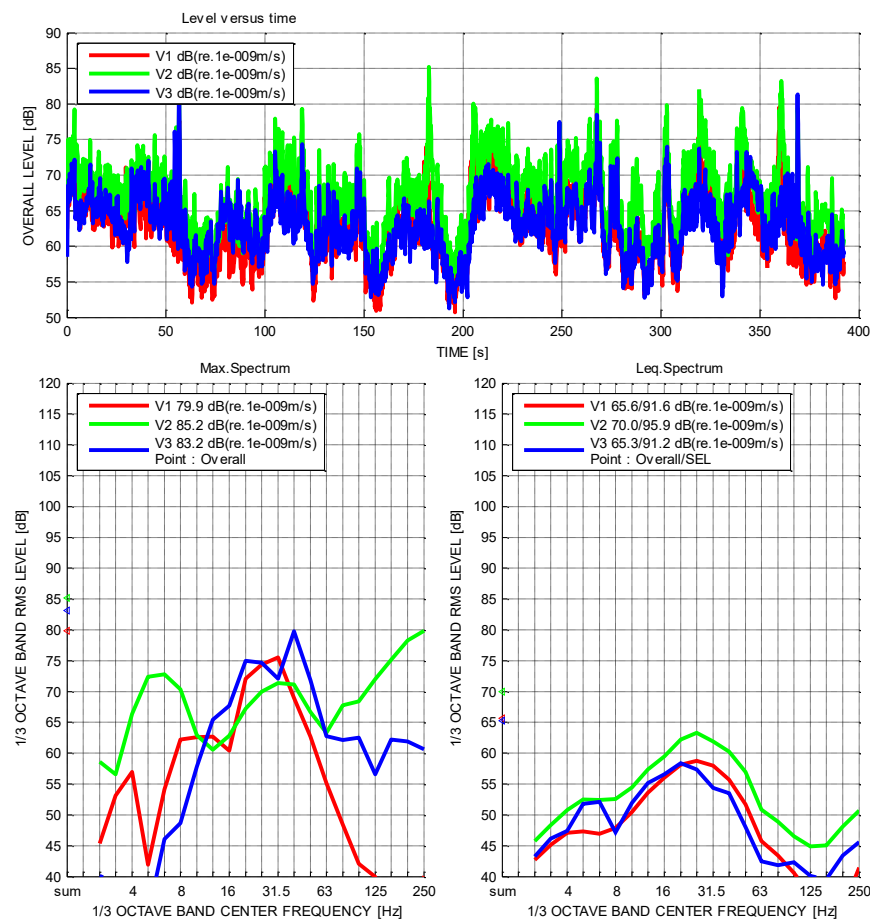 Level versus time
90
85
80
75
70
65
60
55
50
OVERALL LEVEL [dB]
V1 dB(re.1e-009m/s)
V2 dB(re.1e-009m/s)
V3 dB(re.1e-009m/s)
0 50 100 150 200 250 300 350 400
TIME [s]
Max.Spectrum
120
115
110
105
100
95
90
85
80
75
70
65
60
55
50
45
40
1/3 OCTAVE BAND RMS LEVEL [dB]
V1 79.9 dB(re.1e-009m/s)
V2 85.2 dB(re.1e-009m/s)
V3 83.2 dB(re.1e-009m/s)
Point : Overall
sum 4 8 16 31.5 63 125 250
1/3 OCTAVE BAND CENTER FREQUENCY [Hz]
Leq.Spectrum
120
115
110
105
100
95
90
85
80
75
70
65
60
55
50
45
40
1/3 OCTAVE BAND RMS LEVEL [dB]
V1 65.6/91.6 dB(re.1e-009m/s)
V2 70.0/95.9 dB(re.1e-009m/s)
V3 65.3/91.2 dB(re.1e-009m/s)
Point : Overall/SEL
sum 4 8 16 31.5 63 125 250
1/3 OCTAVE BAND CENTER FREQUENCY [Hz]